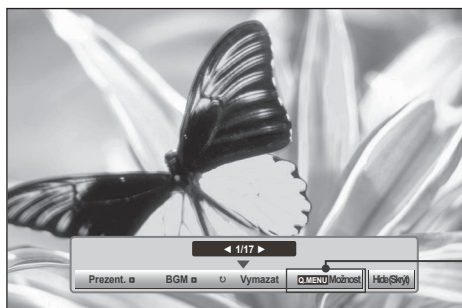 ◀ 1/17 ▶
Prezent. BGM ↻ Vymazat Q.MENU Možnost Hide(Skrýt)